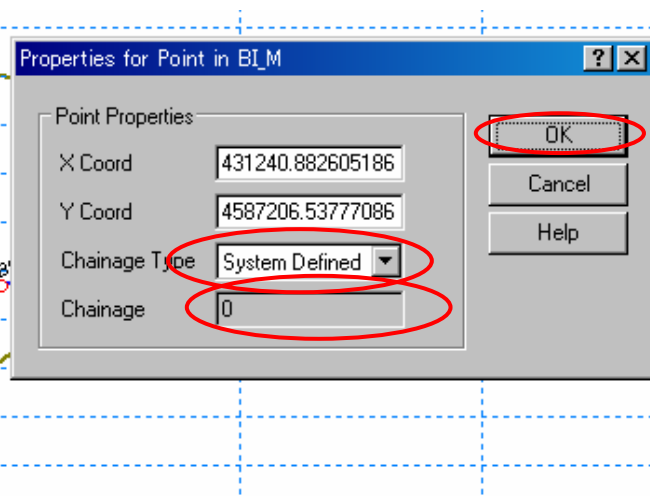 Properties for Point in BI_M
Point Properties
X Coord 431240.882605186
Y Coord 4587206.53777086
Chainage Type System Defined
Chainage 0
OK
Cancel
Help